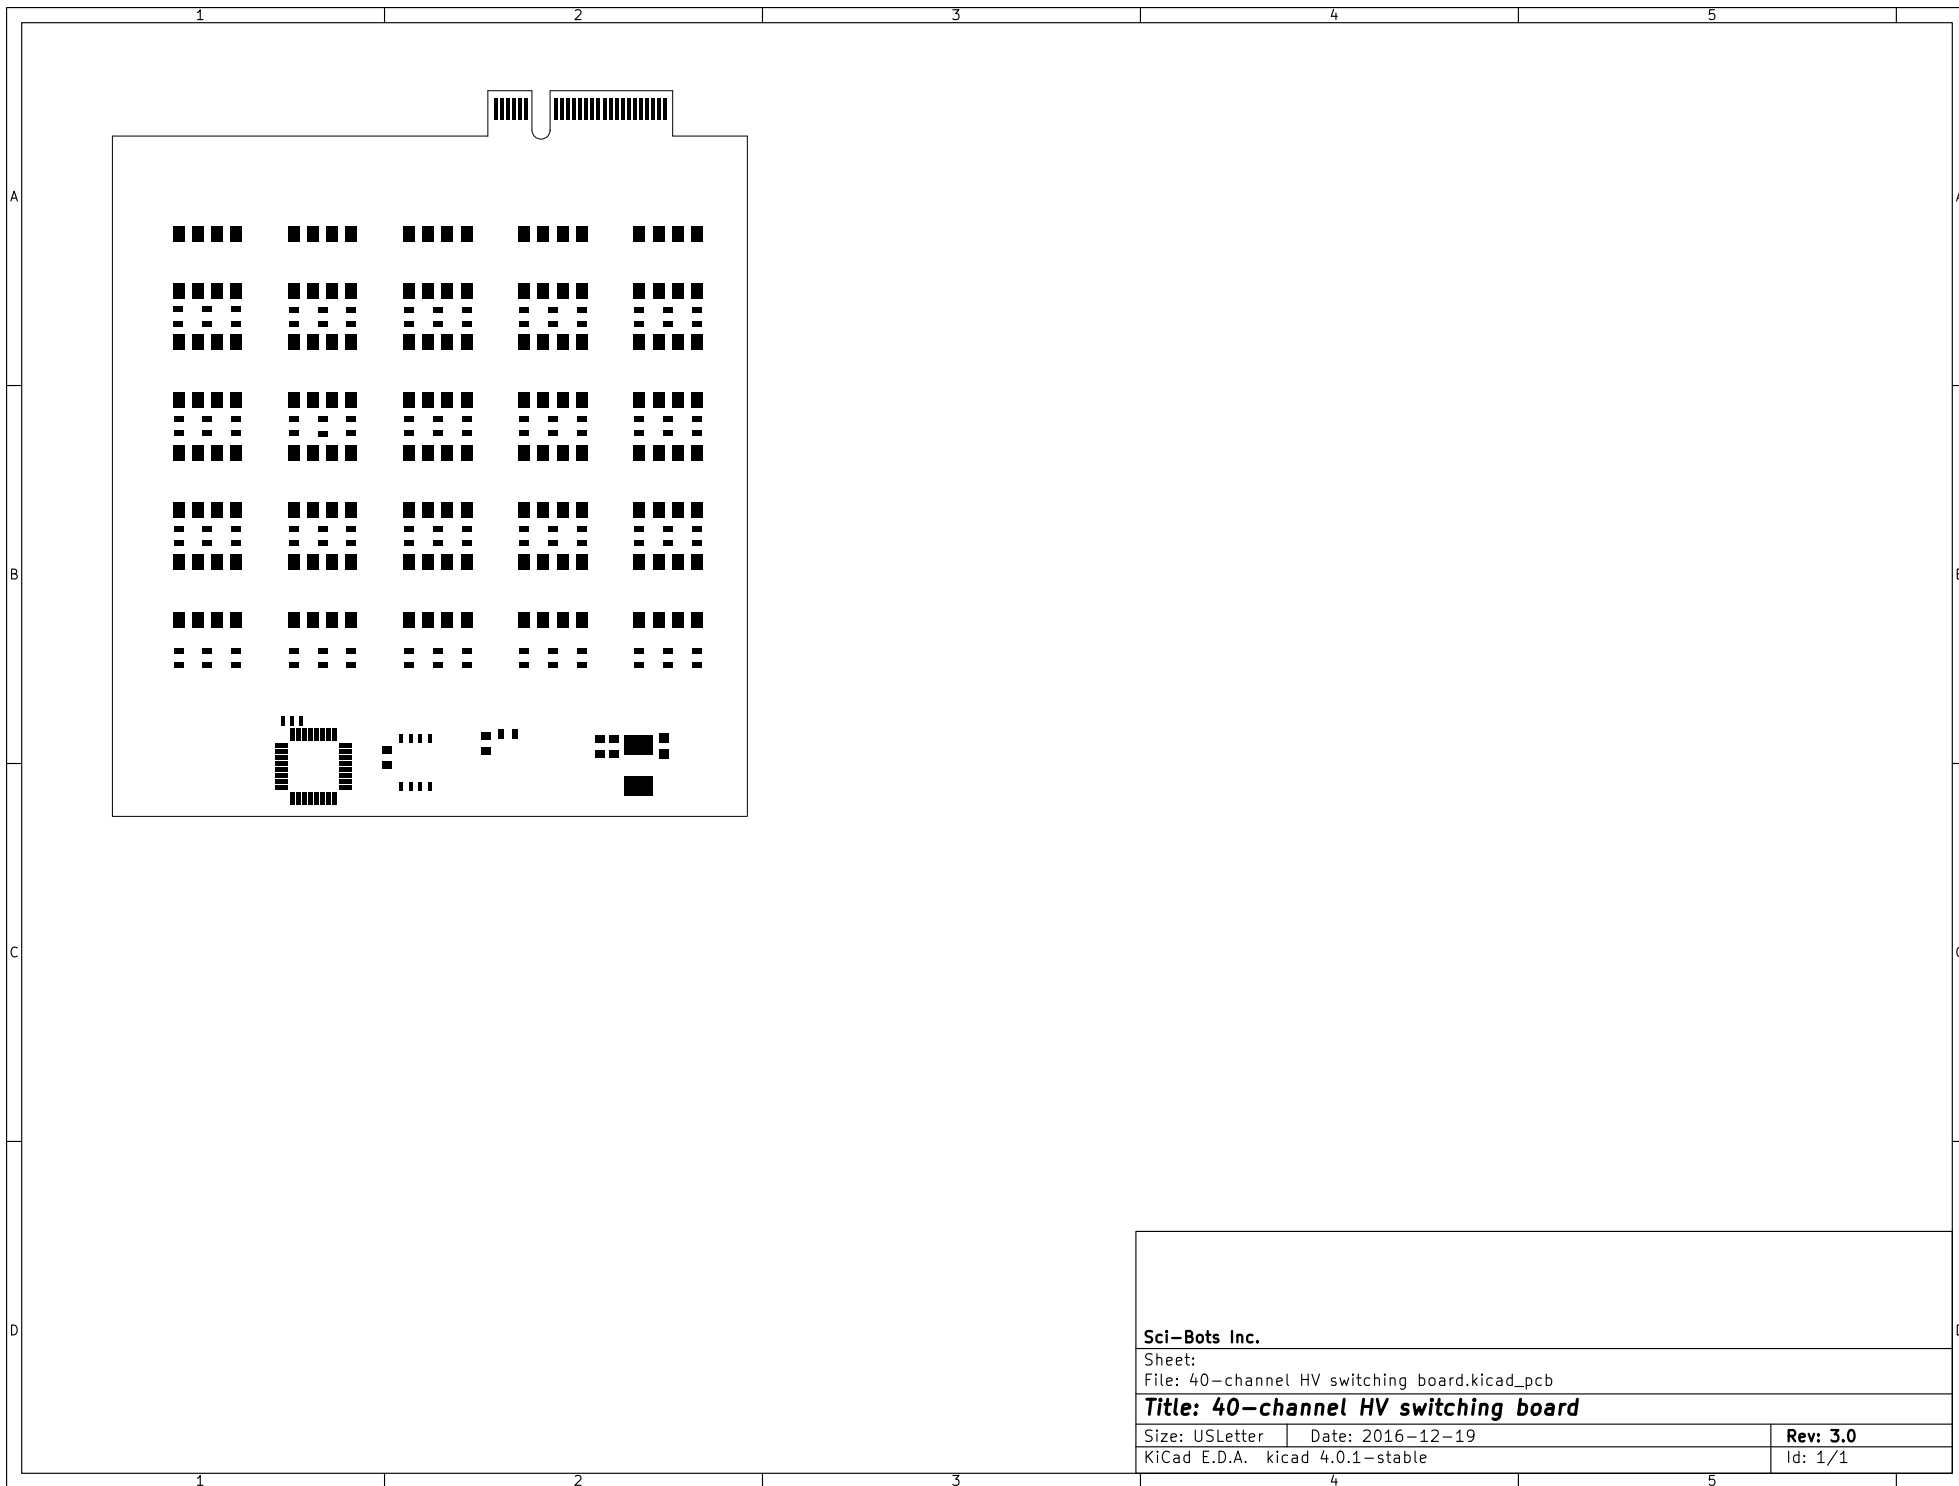 1 2 3 4 5
A A
B B
C C
D D
Sci-Bots Inc.
Sheet:
File: 40-channel HV switching board.kicad_pcb
Title: 40-channel HV switching board
Size: USLetter Date: 2016-12-19 Rev: 3.0
KiCad E.D.A. kicad 4.0.1-stable Id: 1/1
1 2 3 4 5